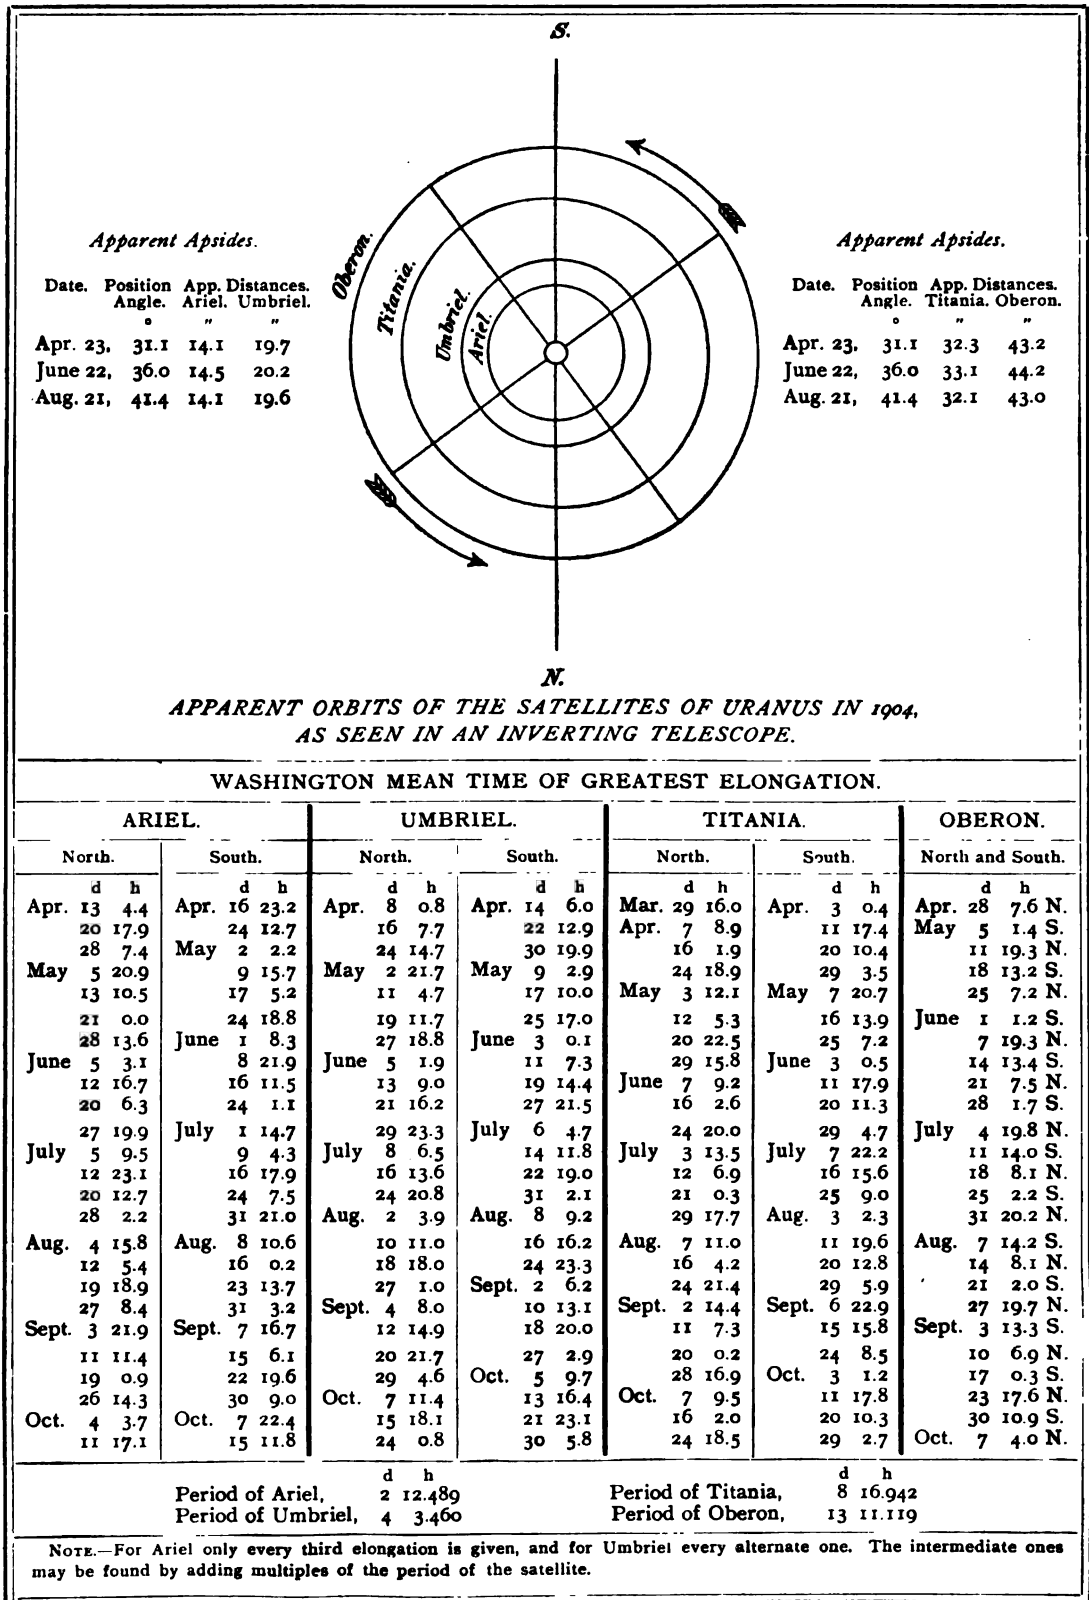 S.
Apparent Apsides.
Date. Position App. Distances.
Angle. Ariel. Umbriel.
° " "
Apr. 23, 31.1 14.1 19.7
June 22, 36.0 14.5 20.2
Aug. 21, 41.4 14.1 19.6
Oberon.
Titania.
Umbriel.
Ariel.
Apparent Apsides.
Date. Position App. Distances.
Angle. Titania. Oberon.
° " "
Apr. 23, 31.1 32.3 43.2
June 22, 36.0 33.1 44.2
Aug. 21, 41.4 32.1 43.0
N.
APPARENT ORBITS OF THE SATELLITES OF URANUS IN 1904,
AS SEEN IN AN INVERTING TELESCOPE.
WASHINGTON MEAN TIME OF GREATEST ELONGATION.
ARIEL. UMBRIEL. TITANIA. OBERON.
North. South. North. South. North. South. North and South.
d h d h d h d h d h d h d h
Apr. 13 4.4 Apr. 16 23.2 Apr. 8 0.8 Apr. 14 6.0 Mar. 29 16.0 Apr. 3 0.4 Apr. 28 7.6 N.
20 17.9 24 12.7 16 7.7 22 12.9 Apr. 7 8.9 11 17.4 May 5 1.4 S.
28 7.4 May 2 2.2 24 14.7 30 19.9 16 1.9 20 10.4 11 19.3 N.
May 5 20.9 9 15.7 May 2 21.7 May 9 2.9 24 18.9 29 3.5 18 13.2 S.
13 10.5 17 5.2 11 4.7 17 10.0 May 3 12.1 May 7 20.7 25 7.2 N.
21 0.0 24 18.8 19 11.7 25 17.0 12 5.3 16 13.9 June 1 1.2 S.
28 13.6 June 1 8.3 27 18.8 June 3 0.1 20 22.5 25 7.2 7 19.3 N.
June 5 3.1 8 21.9 June 5 1.9 11 7.3 29 15.8 June 3 0.5 14 13.4 S.
12 16.7 16 11.5 13 9.0 19 14.4 June 7 9.2 11 17.9 21 7.5 N.
20 6.3 24 1.1 21 16.2 27 21.5 16 2.6 20 11.3 28 1.7 S.
27 19.9 July 1 14.7 29 23.3 July 6 4.7 24 20.0 29 4.7 July 4 19.8 N.
July 5 9.5 9 4.3 July 8 6.5 14 11.8 July 3 13.5 July 7 22.2 11 14.0 S.
12 23.1 16 17.9 16 13.6 22 19.0 12 6.9 16 15.6 18 8.1 N.
20 12.7 24 7.5 24 20.8 31 2.1 21 0.3 25 9.0 25 2.2 S.
28 2.2 31 21.0 Aug. 2 3.9 Aug. 8 9.2 29 17.7 Aug. 3 2.3 31 20.2 N.
Aug. 4 15.8 Aug. 8 10.6 10 11.0 16 16.2 Aug. 7 11.0 11 19.6 Aug. 7 14.2 S.
12 5.4 16 0.2 18 18.0 24 23.3 16 4.2 20 12.8 14 8.1 N.
19 18.9 23 13.7 27 1.0 Sept. 2 6.2 24 21.4 29 5.9 21 2.0 S.
27 8.4 31 3.2 Sept. 4 8.0 10 13.1 Sept. 2 14.4 Sept. 6 22.9 27 19.7 N.
Sept. 3 21.9 Sept. 7 16.7 12 14.9 18 20.0 11 7.3 15 15.8 Sept. 3 13.3 S.
11 11.4 15 6.1 20 21.7 27 2.9 20 0.2 24 8.5 10 6.9 N.
19 0.9 22 19.6 29 4.6 Oct. 5 9.7 28 16.9 Oct. 3 1.2 17 0.3 S.
26 14.3 30 9.0 Oct. 7 11.4 13 16.4 Oct. 7 9.5 11 17.8 23 17.6 N.
Oct. 4 3.7 Oct. 7 22.4 15 18.1 21 23.1 16 2.0 20 10.3 30 10.9 S.
11 17.1 15 11.8 24 0.8 30 5.8 24 18.5 29 2.7 Oct. 7 4.0 N.
d h d h
Period of Ariel, 2 12.489 Period of Titania, 8 16.942
Period of Umbriel, 4 3.460 Period of Oberon, 13 11.119
NOTE.—For Ariel only every third elongation is given, and for Umbriel every alternate one. The intermediate ones
may be found by adding multiples of the period of the satellite.